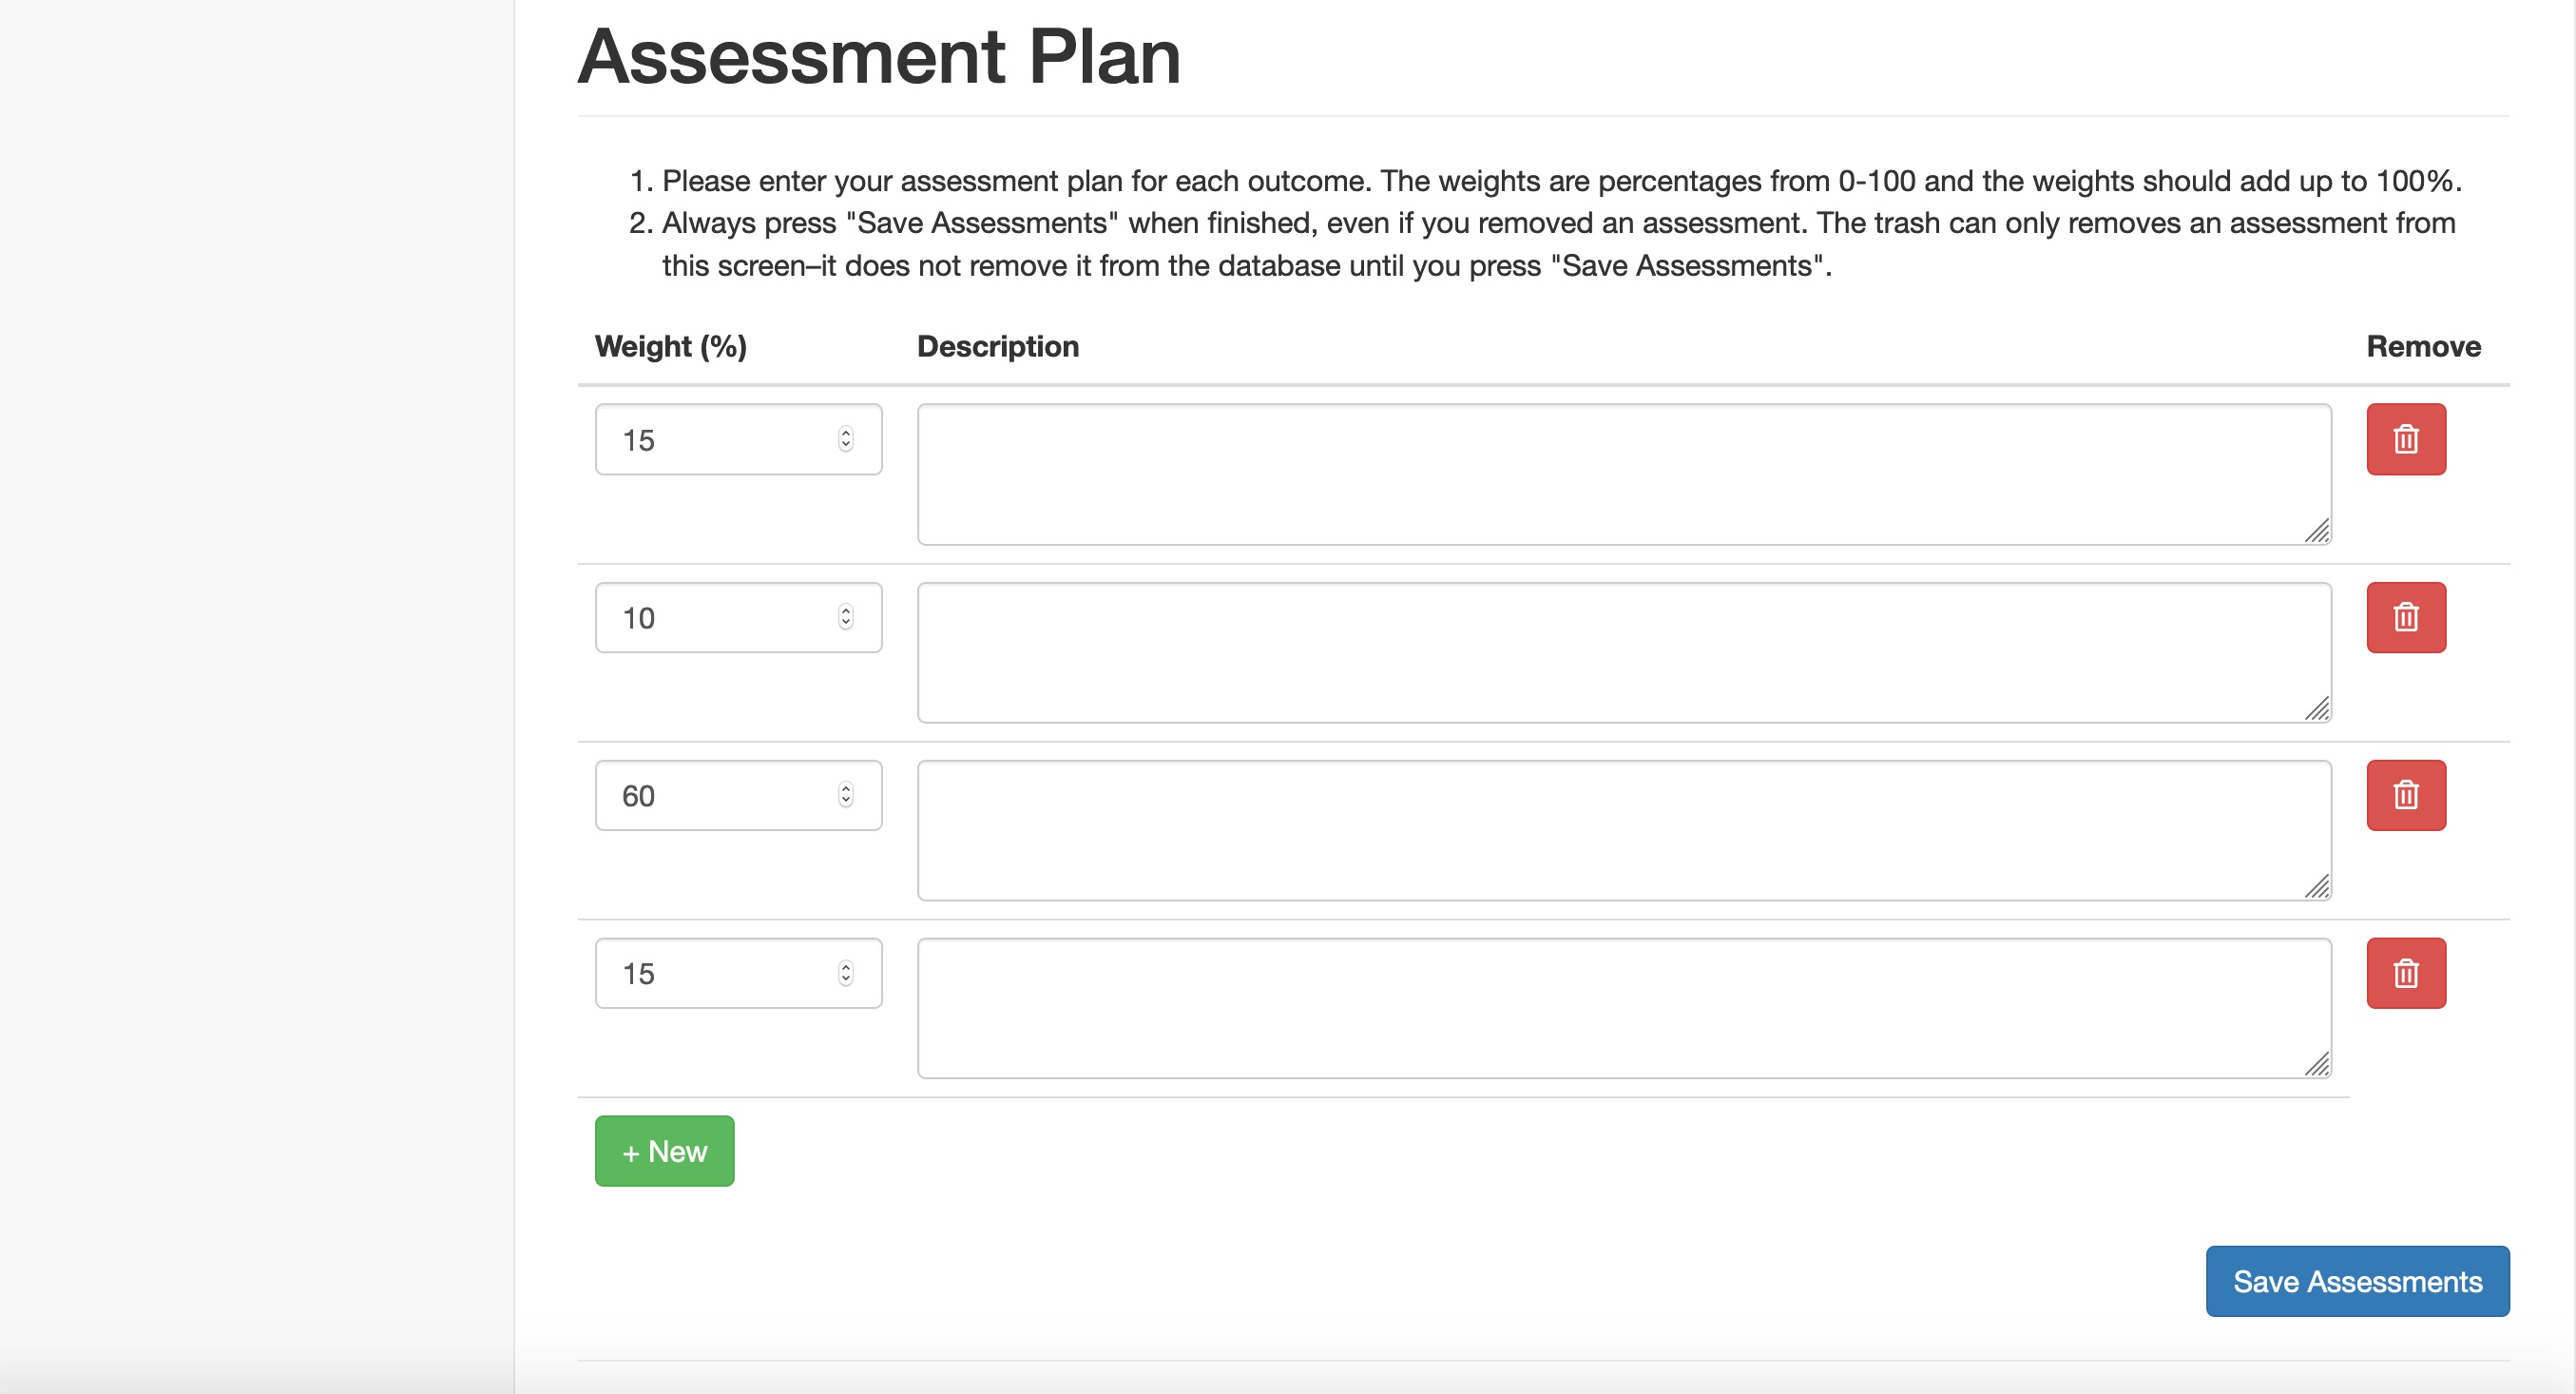 Assessment Plan
1. Please enter your assessment plan for each outcome. The weights are percentages from 0-100 and the weights should add up to 100%.
2. Always press "Save Assessments" when finished, even if you removed an assessment. The trash can only removes an assessment from
this screen–it does not remove it from the database until you press "Save Assessments".
Weight (%) Description Remove
15
10
60
15
+ New
Save Assessments